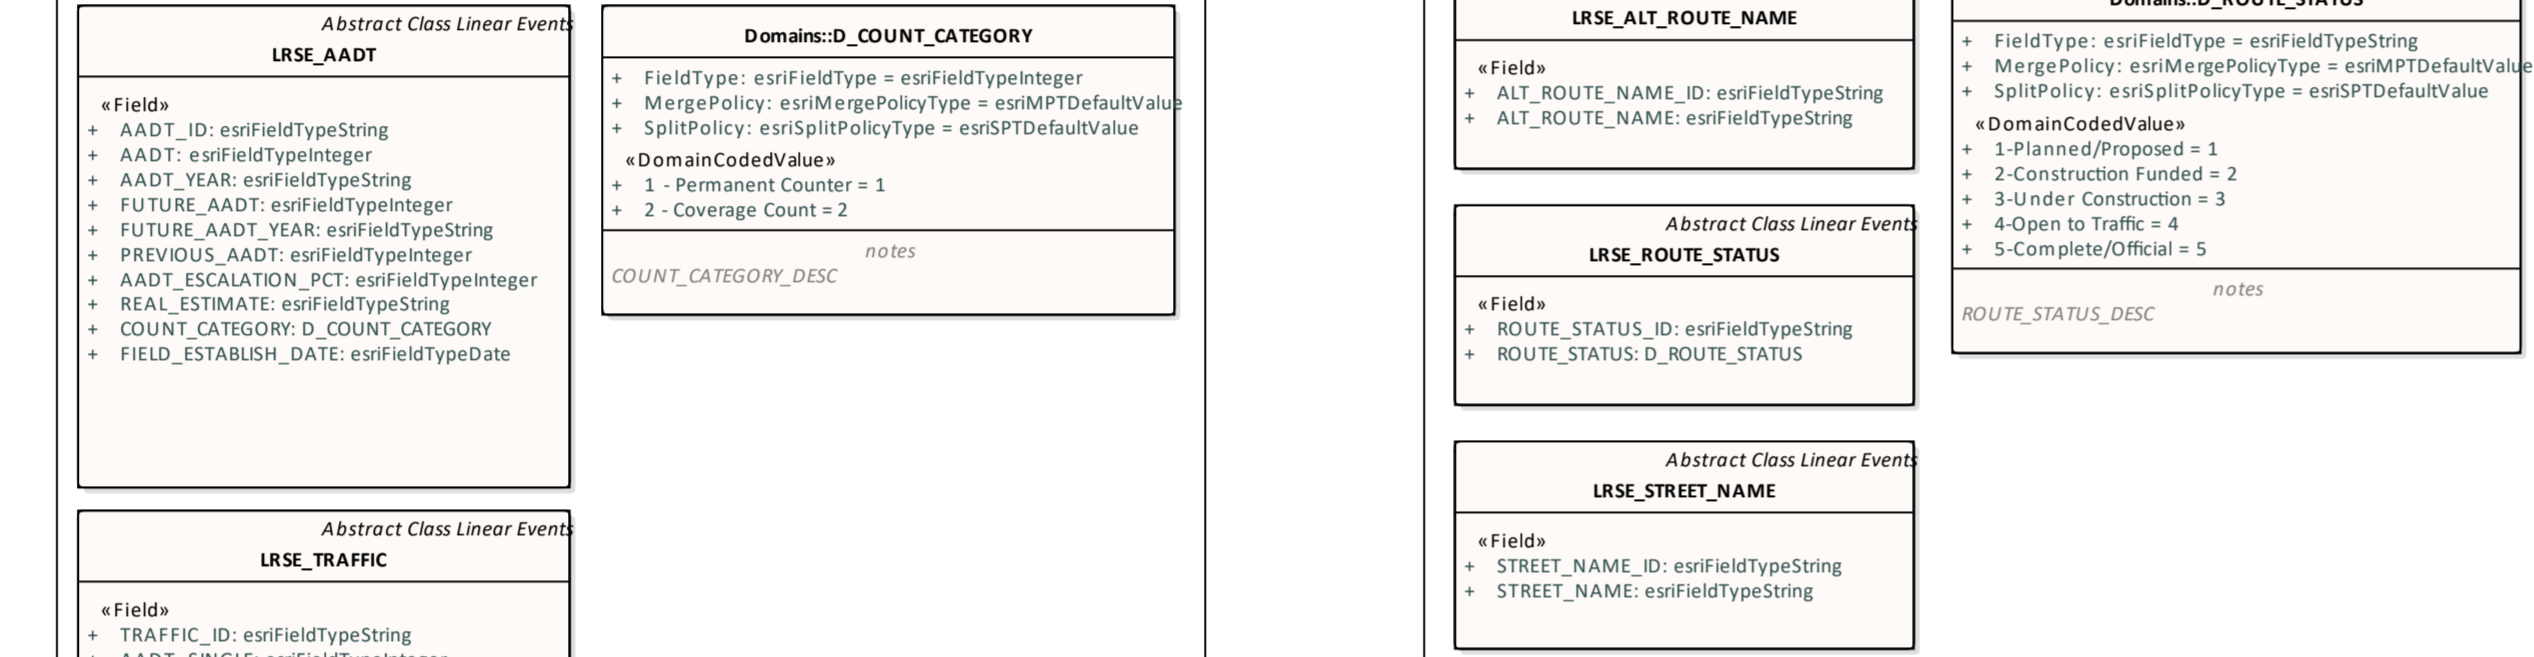 Abstract Class Linear Events
LRSE_AADT
«Field»
+ AADT_ID: esriFieldTypeString
+ AADT: esriFieldTypeInteger
+ AADT_YEAR: esriFieldTypeString
+ FUTURE_AADT: esriFieldTypeInteger
+ FUTURE_AADT_YEAR: esriFieldTypeString
+ PREVIOUS_AADT: esriFieldTypeInteger
+ AADT_ESCALATION_PCT: esriFieldTypeInteger
+ REAL_ESTIMATE: esriFieldTypeString
+ COUNT_CATEGORY: D_COUNT_CATEGORY
+ FIELD_ESTABLISH_DATE: esriFieldTypeDate
Abstract Class Linear Events
LRSE_TRAFFIC
«Field»
+ TRAFFIC_ID: esriFieldTypeString
+ AADT_SINGLE: esriFieldTypeInteger
Domains::D_COUNT_CATEGORY
+ FieldType: esriFieldType = esriFieldTypeInteger
+ MergePolicy: esriMergePolicyType = esriMPTDefaultValue
+ SplitPolicy: esriSplitPolicyType = esriSPTDefaultValue
«DomainCodedValue»
+ 1 - Permanent Counter = 1
+ 2 - Coverage Count = 2
notes
COUNT_CATEGORY_DESC
LRSE_ALT_ROUTE_NAME
«Field»
+ ALT_ROUTE_NAME_ID: esriFieldTypeString
+ ALT_ROUTE_NAME: esriFieldTypeString
Abstract Class Linear Events
LRSE_ROUTE_STATUS
«Field»
+ ROUTE_STATUS_ID: esriFieldTypeString
+ ROUTE_STATUS: D_ROUTE_STATUS
Abstract Class Linear Events
LRSE_STREET_NAME
«Field»
+ STREET_NAME_ID: esriFieldTypeString
+ STREET_NAME: esriFieldTypeString
Domains::D_ROUTE_STATUS
+ FieldType: esriFieldType = esriFieldTypeString
+ MergePolicy: esriMergePolicyType = esriMPTDefaultValue
+ SplitPolicy: esriSplitPolicyType = esriSPTDefaultValue
«DomainCodedValue»
+ 1-Planned/Proposed = 1
+ 2-Construction Funded = 2
+ 3-Under Construction = 3
+ 4-Open to Traffic = 4
+ 5-Complete/Official = 5
notes
ROUTE_STATUS_DESC